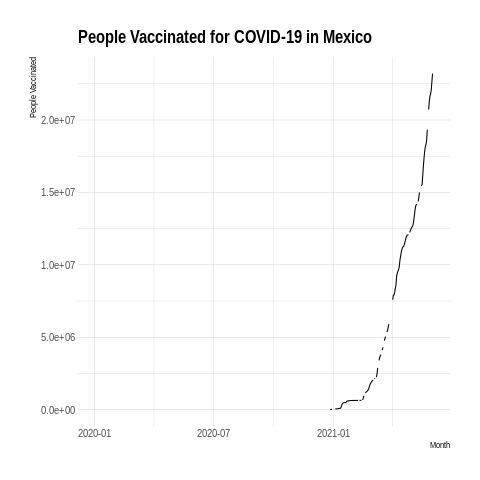 People Vaccinated for COVID-19 in Mexico
People Vaccinated
2.0e+07
1.5e+07
1.0e+07
5.0e+06
0.0e+00
2020-01
2020-07
2021-01
Month